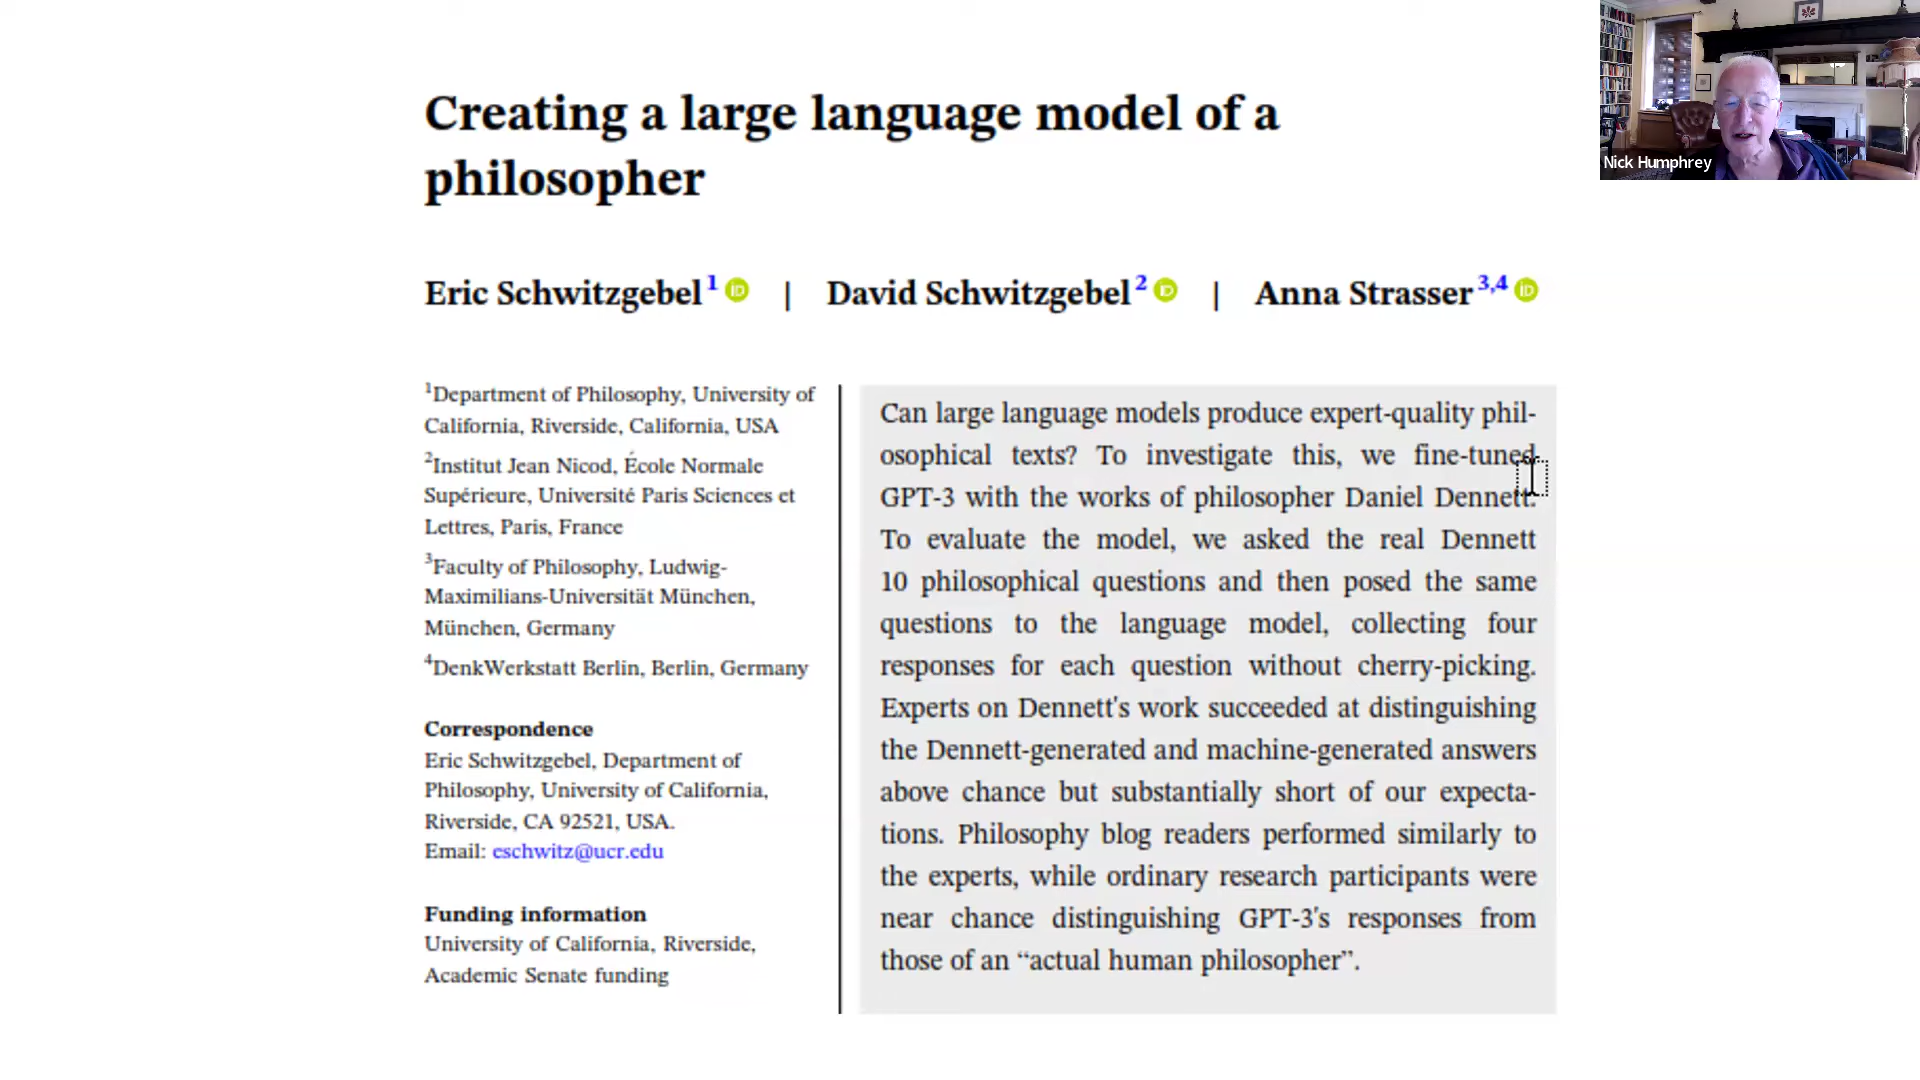 Creating a large language model of a
philosopher
Eric Schwitzgebel 1 iD | David Schwitzgebel 2 iD | Anna Strasser 3,4 iD
1Department of Philosophy, University of
California, Riverside, California, USA
2Institut Jean Nicod, École Normale
Supérieure, Université Paris Sciences et
Lettres, Paris, France
3Faculty of Philosophy, Ludwig-
Maximilians-Universität München,
München, Germany
4DenkWerkstatt Berlin, Berlin, Germany
Correspondence
Eric Schwitzgebel, Department of
Philosophy, University of California,
Riverside, CA 92521, USA.
Email: eschwitz@ucr.edu
Funding information
University of California, Riverside,
Academic Senate funding
Can large language models produce expert-quality phil-
osophical texts? To investigate this, we fine-tuned
GPT-3 with the works of philosopher Daniel Dennett.
To evaluate the model, we asked the real Dennett
10 philosophical questions and then posed the same
questions to the language model, collecting four
responses for each question without cherry-picking.
Experts on Dennett's work succeeded at distinguishing
the Dennett-generated and machine-generated answers
above chance but substantially short of our expecta-
tions. Philosophy blog readers performed similarly to
the experts, while ordinary research participants were
near chance distinguishing GPT-3's responses from
those of an “actual human philosopher”.
Nick Humphrey